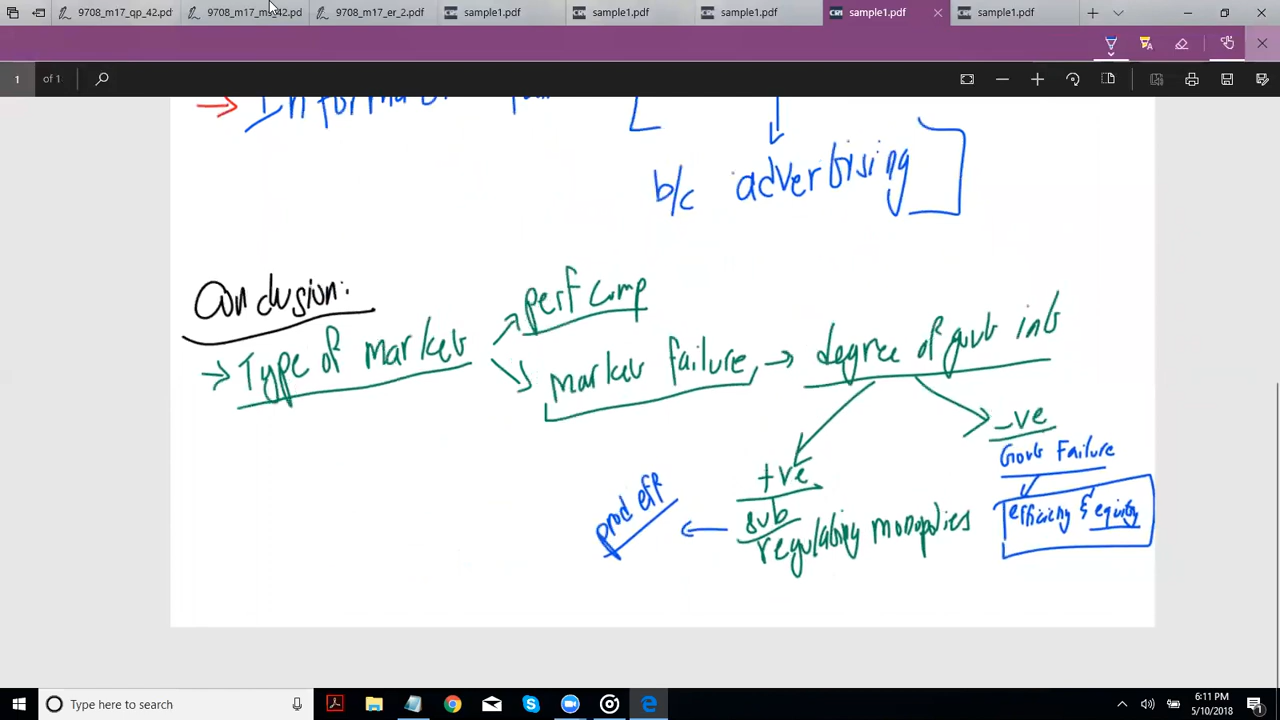 9708_m17_qp_42.pdf
9708_m17_ms_42.pd
9708_m17_er_2.pdf
sample1.pdf
sample1.pdf
sample1.pdf
sample1.pdf
sample1.pdf
1 of 1
b/c advertising
Conclusion:
→ Type of market
perf comp
market failure → degree of govt int
-ve
Govt Failure
efficieny & equity
+ve
sub
regulating monopolies
prod eff
Type here to search
6:11 PM
5/10/2018